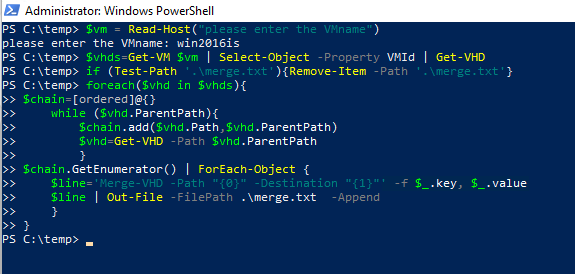 Administrator: Windows PowerShell
PS C:\temp> $vm = Read-Host("please enter the VMname")
please enter the VMname: win2016is
PS C:\temp> $vhds=Get-VM $vm | Select-Object -Property VMId | Get-VHD
PS C:\temp> if (Test-Path '.\merge.txt'){Remove-Item -Path '.\merge.txt'}
PS C:\temp> foreach($vhd in $vhds){
>> $chain=[ordered]@{}
>>     while ($vhd.ParentPath){
>>         $chain.add($vhd.Path,$vhd.ParentPath)
>>         $vhd=Get-VHD -Path $vhd.ParentPath
>>         }
>> $chain.GetEnumerator() | ForEach-Object {
>>     $line='Merge-VHD -Path "{0}" -Destination "{1}"' -f $_.key, $_.value
>>     $line | Out-File -FilePath .\merge.txt  -Append
>>     }
>> }
PS C:\temp>